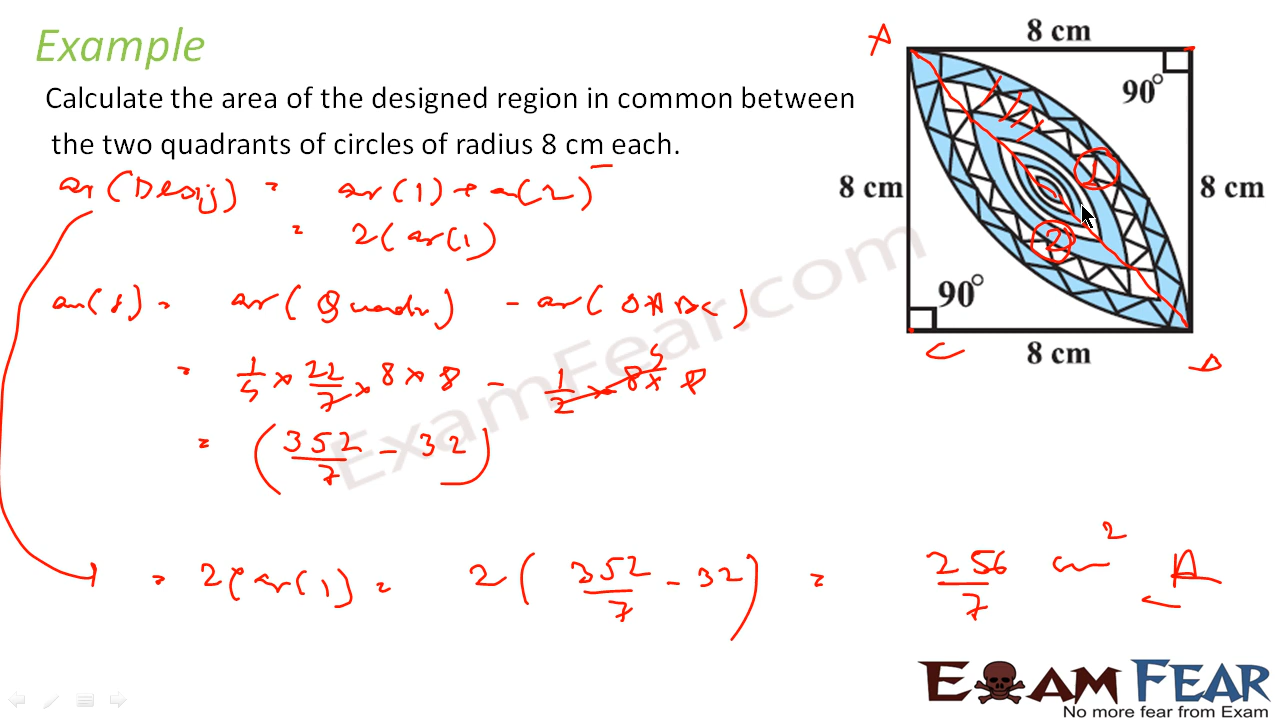 Example
Calculate the area of the designed region in common between
the two quadrants of circles of radius 8 cm each.
ar (Design) = ar (1) + ar (2)
= 2 (ar (1)
ar (1) = ar (Quadr) - ar (ΔABC)
= 1/4 × 22/7 × 8 × 8 - 1/2 × 8 × 8
4
= (352/7 - 32)
= 2 (ar (1) = 2 (352/7 - 32) = 256/7 cm² A
A
8 cm
90°
8 cm
8 cm
1
2
90°
C
8 cm
B
ExamFear.com
EXAM FEAR
No more fear from Exam